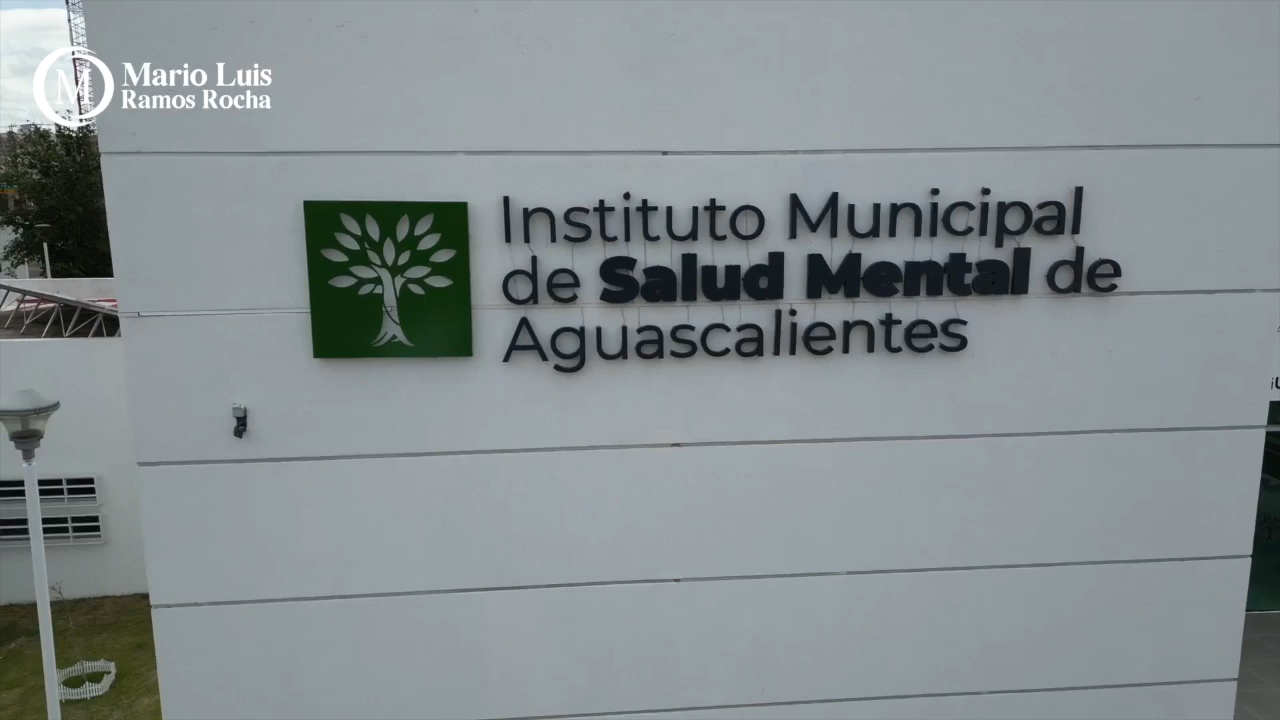 M
Mario Luis
Ramos Rocha
Instituto Municipal
de Salud Mental de
Aguascalientes